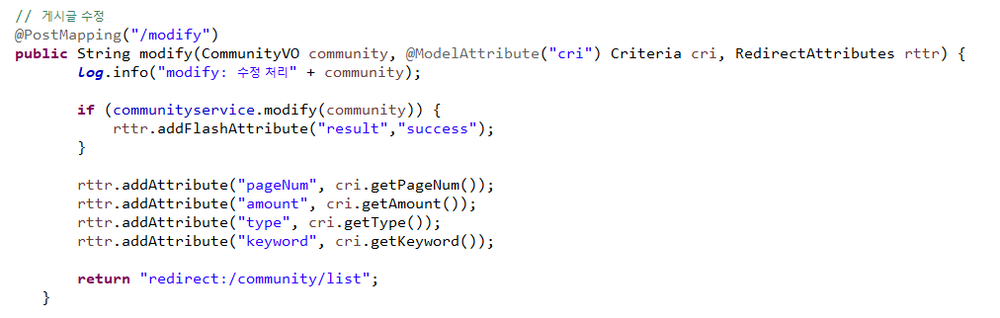 // 게시글 수정
@PostMapping("/modify")
public String modify(CommunityVO community, @ModelAttribute("cri") Criteria cri, RedirectAttributes rttr) {
log.info("modify: 수정 처리" + community);
if (communityservice.modify(community)) {
rttr.addFlashAttribute("result","success");
}
rttr.addAttribute("pageNum", cri.getPageNum());
rttr.addAttribute("amount", cri.getAmount());
rttr.addAttribute("type", cri.getType());
rttr.addAttribute("keyword", cri.getKeyword());
return "redirect:/community/list";
}